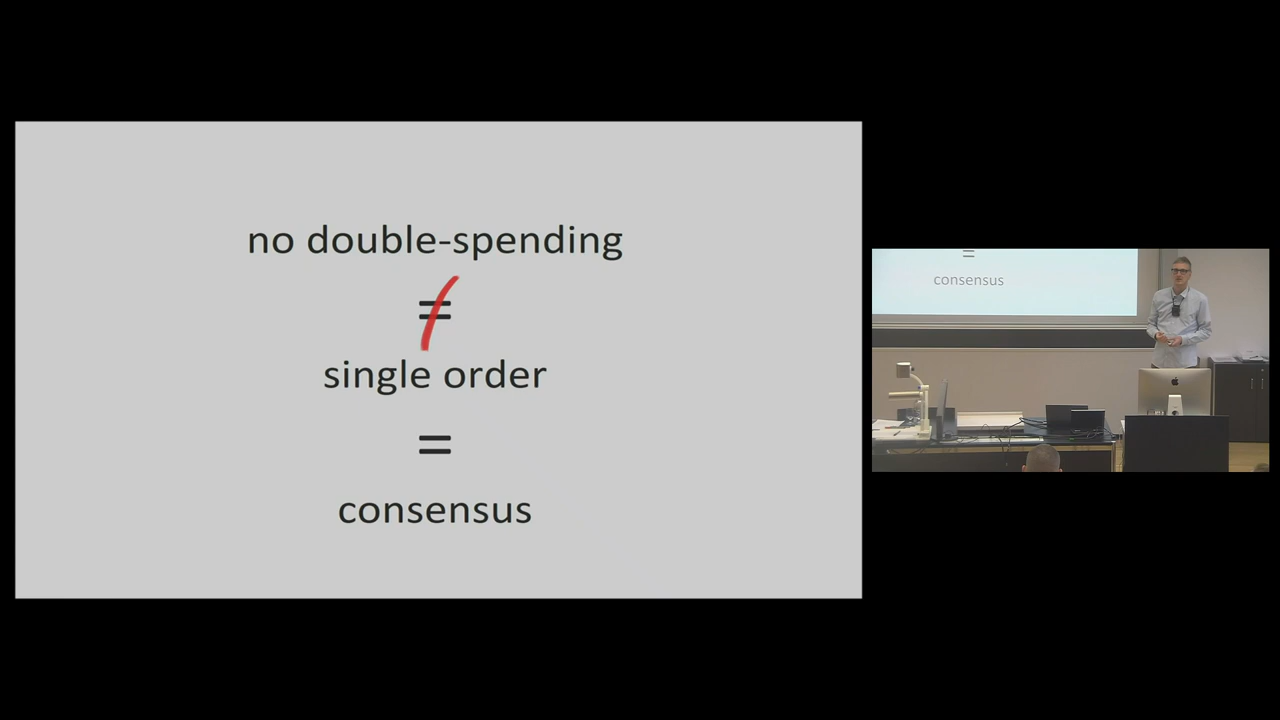 no double-spending
≠
single order
=
consensus
=
consensus